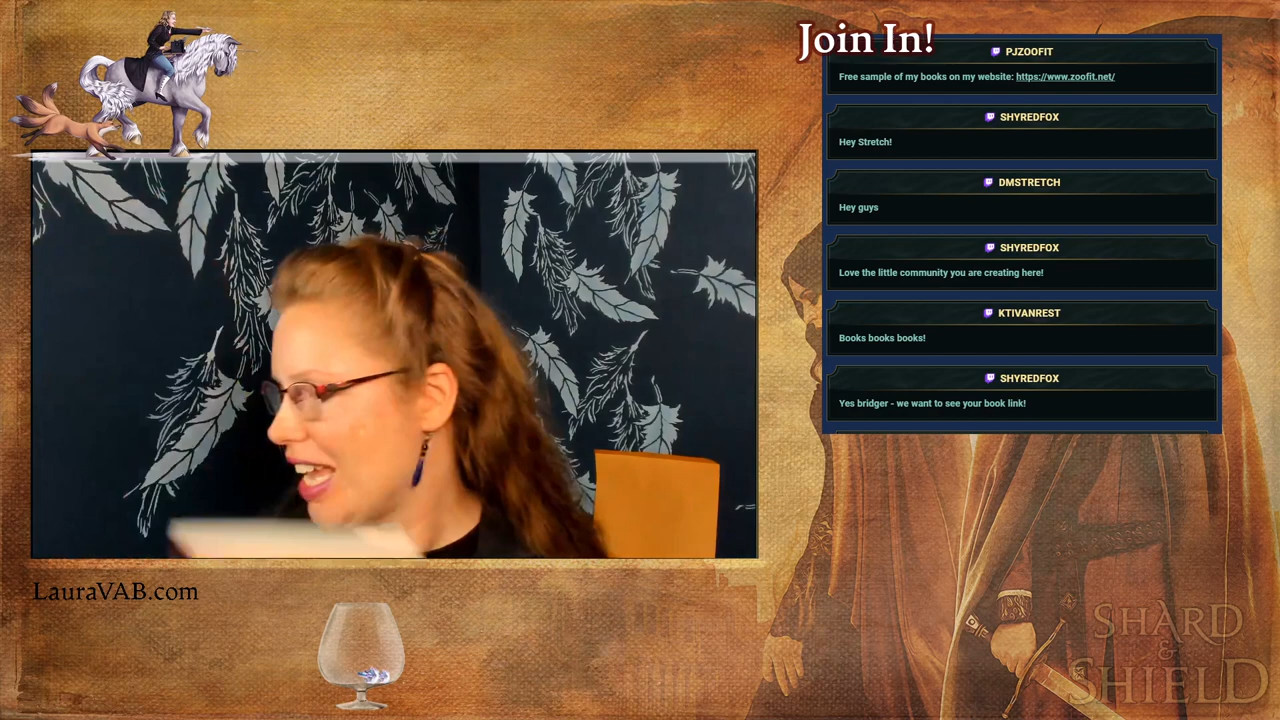 Join In!
PJZOOFIT
Free sample of my books on my website: https://www.zoofit.net/
SHYREDFOX
Hey Stretch!
DMSTRETCH
Hey guys
SHYREDFOX
Love the little community you are creating here!
KTIVANREST
Books books books!
SHYREDFOX
Yes bridger - we want to see your book link!
LauraVAB.com
SHARD
&
SHIELD